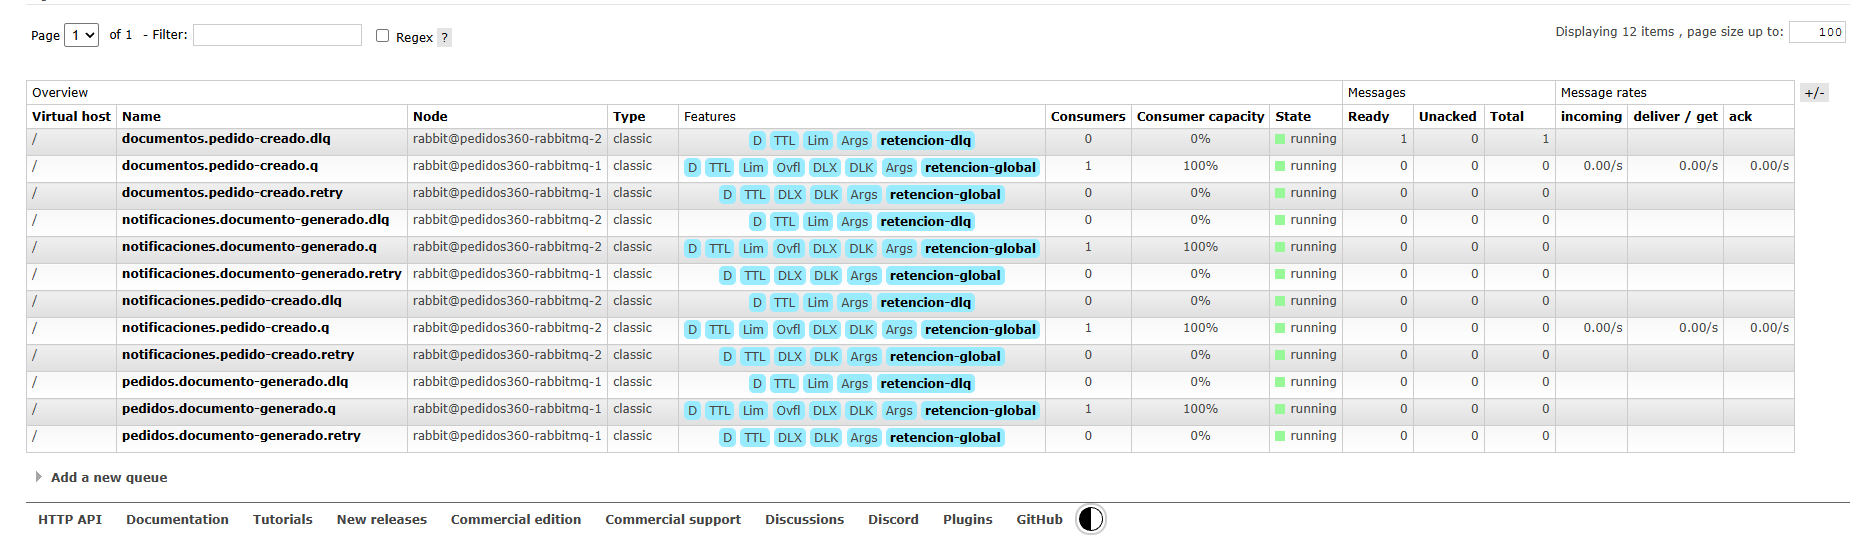 Page 1 of 1 - Filter: Regex ? Displaying 12 items , page size up to: 100
Overview Messages Message rates +/-
Virtual host Name Node Type Features Consumers Consumer capacity State Ready Unacked Total incoming deliver / get ack
/ documentos.pedido-creado.dlq rabbit@pedidos360-rabbitmq-2 classic D TTL Lim Args retencion-dlq 0 0% running 1 0 1
/ documentos.pedido-creado.q rabbit@pedidos360-rabbitmq-1 classic D TTL Lim Ovfl DLX DLK Args retencion-global 1 100% running 0 0 0 0.00/s 0.00/s 0.00/s
/ documentos.pedido-creado.retry rabbit@pedidos360-rabbitmq-1 classic D TTL DLX DLK Args retencion-global 0 0% running 0 0 0
/ notificaciones.documento-generado.dlq rabbit@pedidos360-rabbitmq-2 classic D TTL Lim Args retencion-dlq 0 0% running 0 0 0
/ notificaciones.documento-generado.q rabbit@pedidos360-rabbitmq-2 classic D TTL Lim Ovfl DLX DLK Args retencion-global 1 100% running 0 0 0
/ notificaciones.documento-generado.retry rabbit@pedidos360-rabbitmq-1 classic D TTL DLX DLK Args retencion-global 0 0% running 0 0 0
/ notificaciones.pedido-creado.dlq rabbit@pedidos360-rabbitmq-2 classic D TTL Lim Args retencion-dlq 0 0% running 0 0 0
/ notificaciones.pedido-creado.q rabbit@pedidos360-rabbitmq-2 classic D TTL Lim Ovfl DLX DLK Args retencion-global 1 100% running 0 0 0 0.00/s 0.00/s 0.00/s
/ notificaciones.pedido-creado.retry rabbit@pedidos360-rabbitmq-2 classic D TTL DLX DLK Args retencion-global 0 0% running 0 0 0
/ pedidos.documento-generado.dlq rabbit@pedidos360-rabbitmq-1 classic D TTL Lim Args retencion-dlq 0 0% running 0 0 0
/ pedidos.documento-generado.q rabbit@pedidos360-rabbitmq-1 classic D TTL Lim Ovfl DLX DLK Args retencion-global 1 100% running 0 0 0
/ pedidos.documento-generado.retry rabbit@pedidos360-rabbitmq-1 classic D TTL DLX DLK Args retencion-global 0 0% running 0 0 0
Add a new queue
HTTP API Documentation Tutorials New releases Commercial edition Commercial support Discussions Discord Plugins GitHub